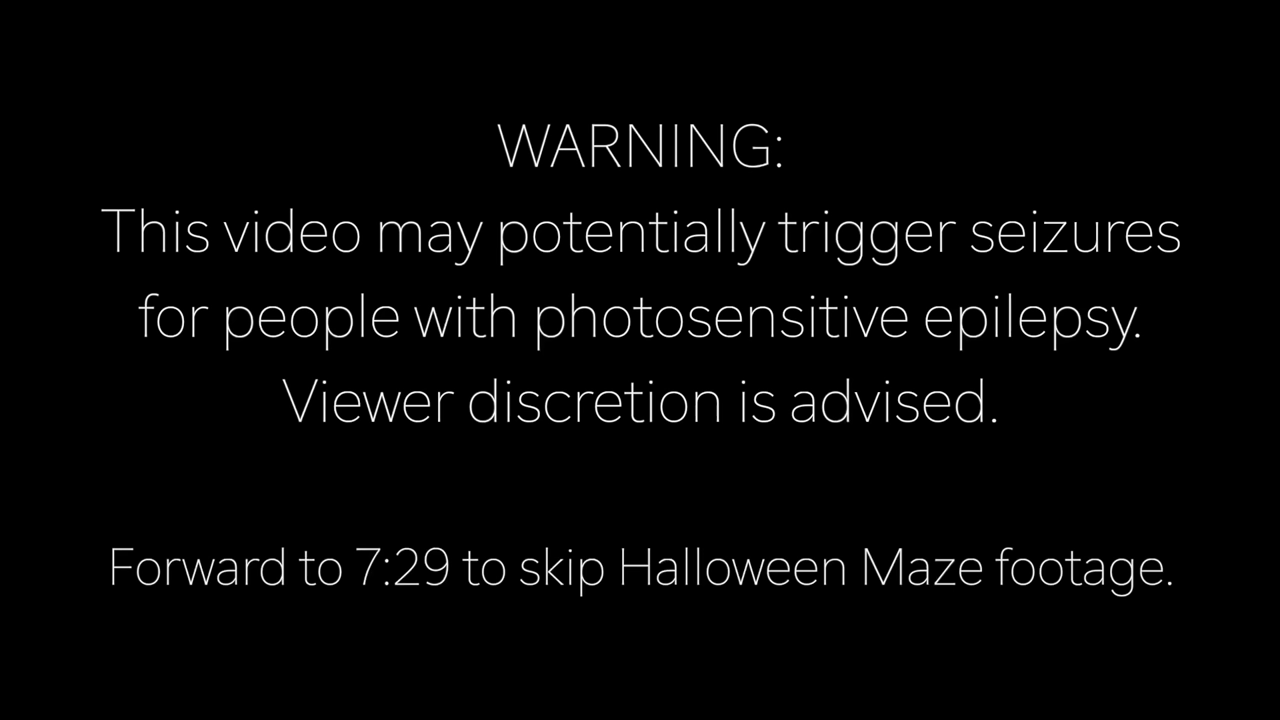 WARNING:
This video may potentially trigger seizures
for people with photosensitive epilepsy.
Viewer discretion is advised.
Forward to 7:29 to skip Halloween Maze footage.